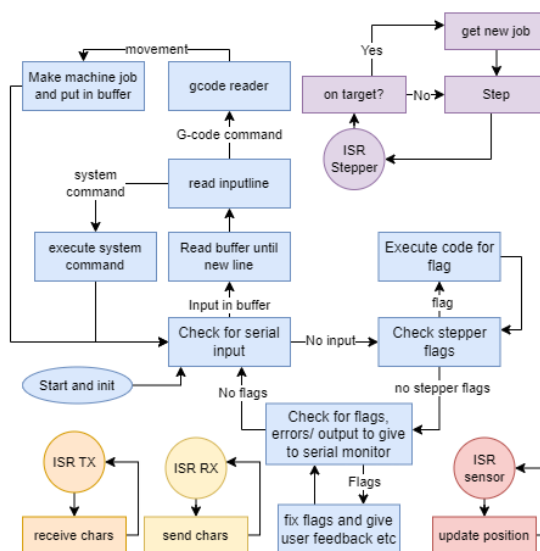 movement
Yes
get new job
Make machine job
and put in buffer
gcode reader
on target?
No
Step
G-code command
ISR
Stepper
system
command
read inputline
execute system
command
Read buffer until
new line
Execute code for
flag
Input in buffer
flag
Check for serial
input
No input
Check stepper
flags
Start and init
No flags
no stepper flags
Check for flags,
errors/ output to give
to serial monitor
ISR TX
ISR RX
ISR
sensor
Flags
receive chars
send chars
fix flags and give
user feedback etc
update position